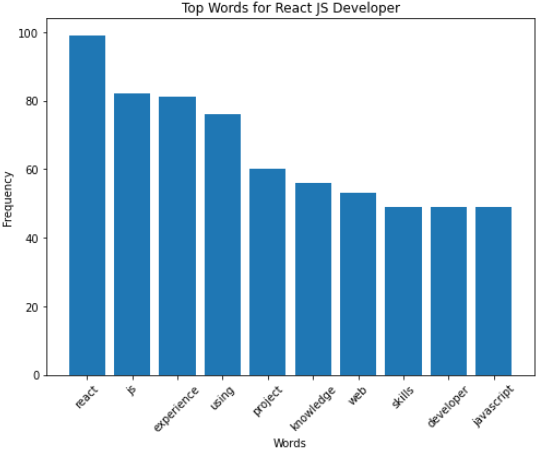 Top Words for React JS Developer
100
80
60
40
20
0
Frequency
react
js
experience
using
project
knowledge
web
skills
developer
javascript
Words